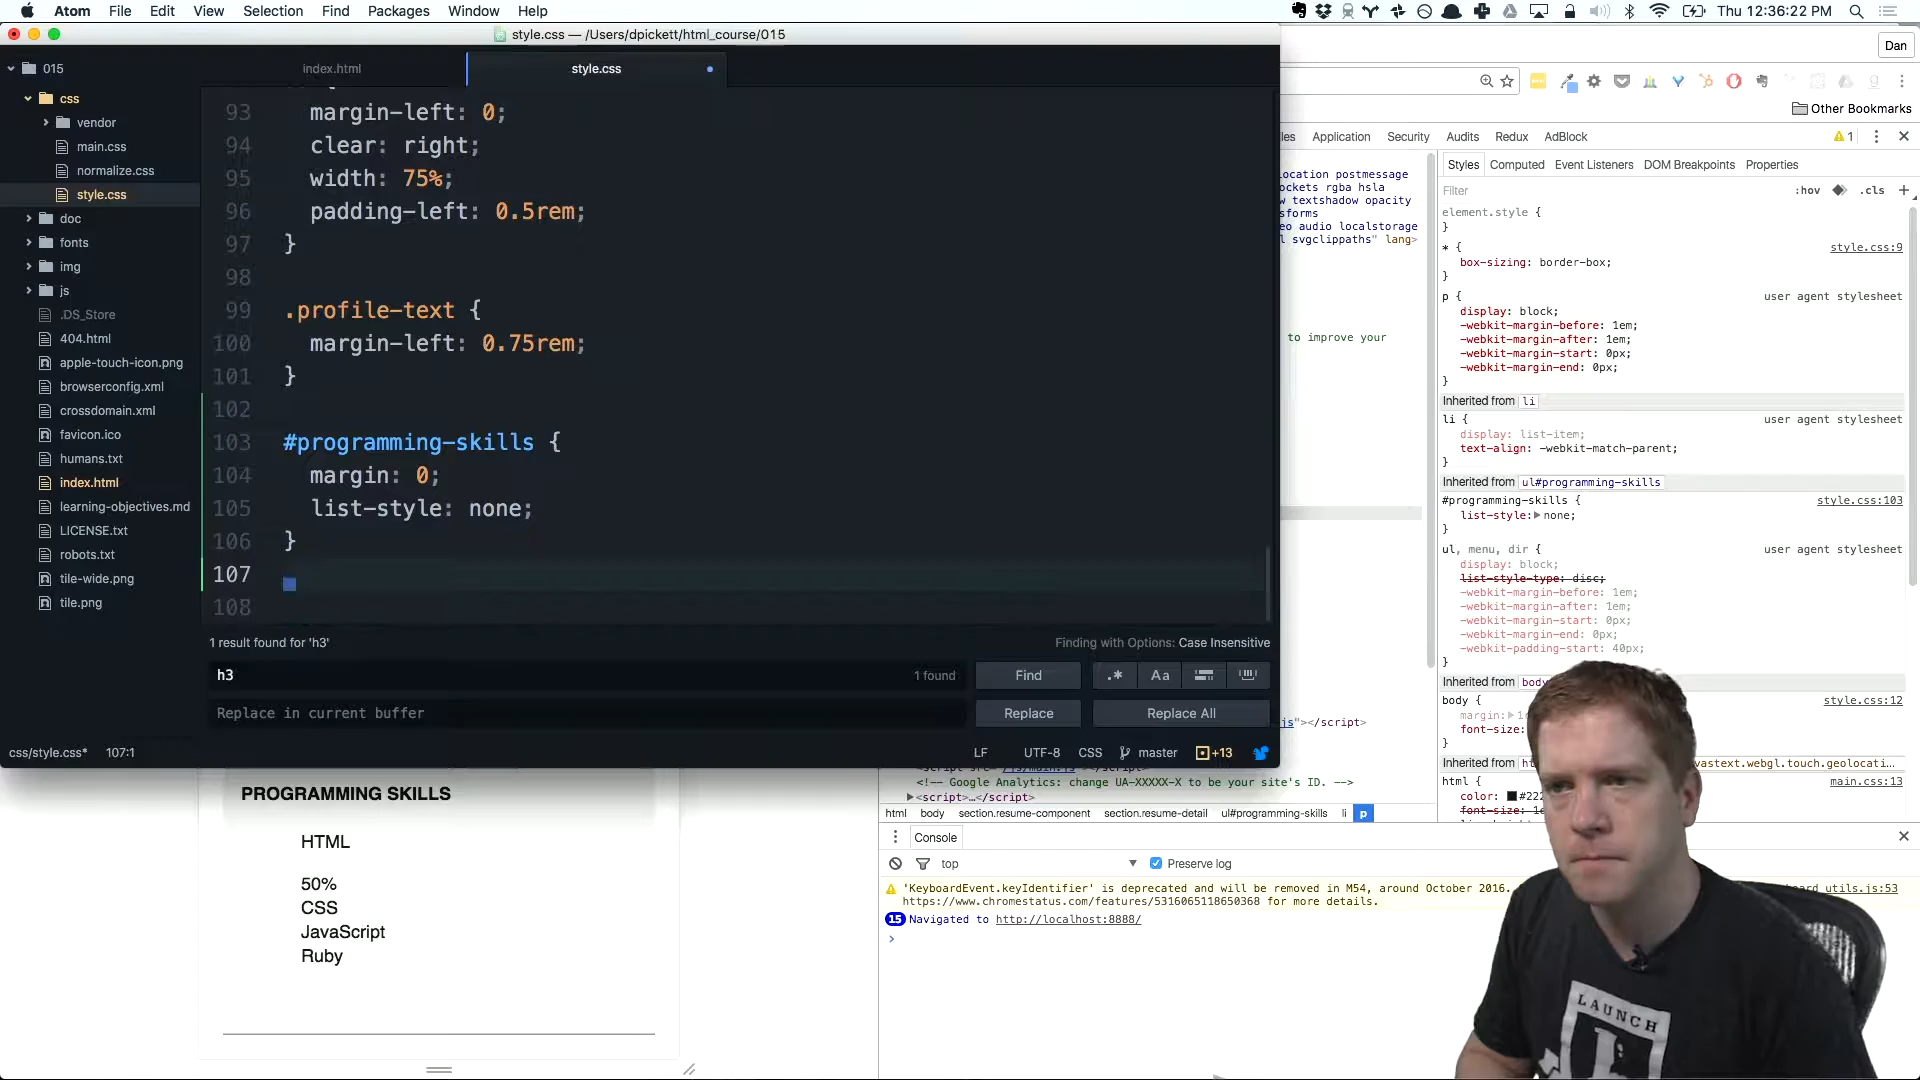 Atom File Edit View Selection Find Packages Window Help
Thu 12:36:22 PM
style.css — /Users/dpickett/html_course/015
Dan
015
index.html
style.css
css
vendor
main.css
normalize.css
style.css
doc
fonts
img
js
.DS_Store
404.html
apple-touch-icon.png
browserconfig.xml
crossdomain.xml
favicon.ico
humans.txt
index.html
learning-objectives.md
LICENSE.txt
robots.txt
tile-wide.png
tile.png
93 margin-left: 0;
94 clear: right;
95 width: 75%;
96 padding-left: 0.5rem;
97 }
98
99 .profile-text {
100 margin-left: 0.75rem;
101 }
102
103 #programming-skills {
104 margin: 0;
105 list-style: none;
106 }
107
108
1 result found for 'h3'
Finding with Options: Case Insensitive
h3
1 found
Find
.*
Aa
Replace in current buffer
Replace
Replace All
css/style.css* 107:1
LF UTF-8 CSS master +13
Other Bookmarks
Application Security Audits Redux AdBlock
1
Styles Computed Event Listeners DOM Breakpoints Properties
Filter
:hov .cls +
location postmessage
rgba hsla
textshadow opacity
audio localstorage
svgclippaths" lang>
to improve your
"></script>
element.style {
}
* {
style.css:9
box-sizing: border-box;
}
p {
user agent stylesheet
display: block;
-webkit-margin-before: 1em;
-webkit-margin-after: 1em;
-webkit-margin-start: 0px;
-webkit-margin-end: 0px;
}
Inherited from li
li {
user agent stylesheet
display: list-item;
text-align: -webkit-match-parent;
}
Inherited from ul#programming-skills
#programming-skills {
style.css:103
list-style: none;
}
ul, menu, dir {
user agent stylesheet
display: block;
list-style-type: disc;
-webkit-margin-before: 1em;
-webkit-margin-after: 1em;
-webkit-margin-start: 0px;
-webkit-margin-end: 0px;
-webkit-padding-start: 40px;
}
Inherited from body
body {
style.css:12
margin:
font-size:
}
Inherited from
html {
main.css:13
color: #222
font-size:
<!-- Google Analytics: change UA-XXXXX-X to be your site's ID. -->
<script>…</script>
html body section.resume-component section.resume-detail ul#programming-skills li p
Console
top
Preserve log
'KeyboardEvent.keyIdentifier' is deprecated and will be removed in M54, around October 2016.
utils.js:53
https://www.chromestatus.com/features/5316065118650368 for more details.
15 Navigated to http://localhost:8888/
PROGRAMMING SKILLS
HTML
50%
CSS
JavaScript
Ruby
LAUNCH